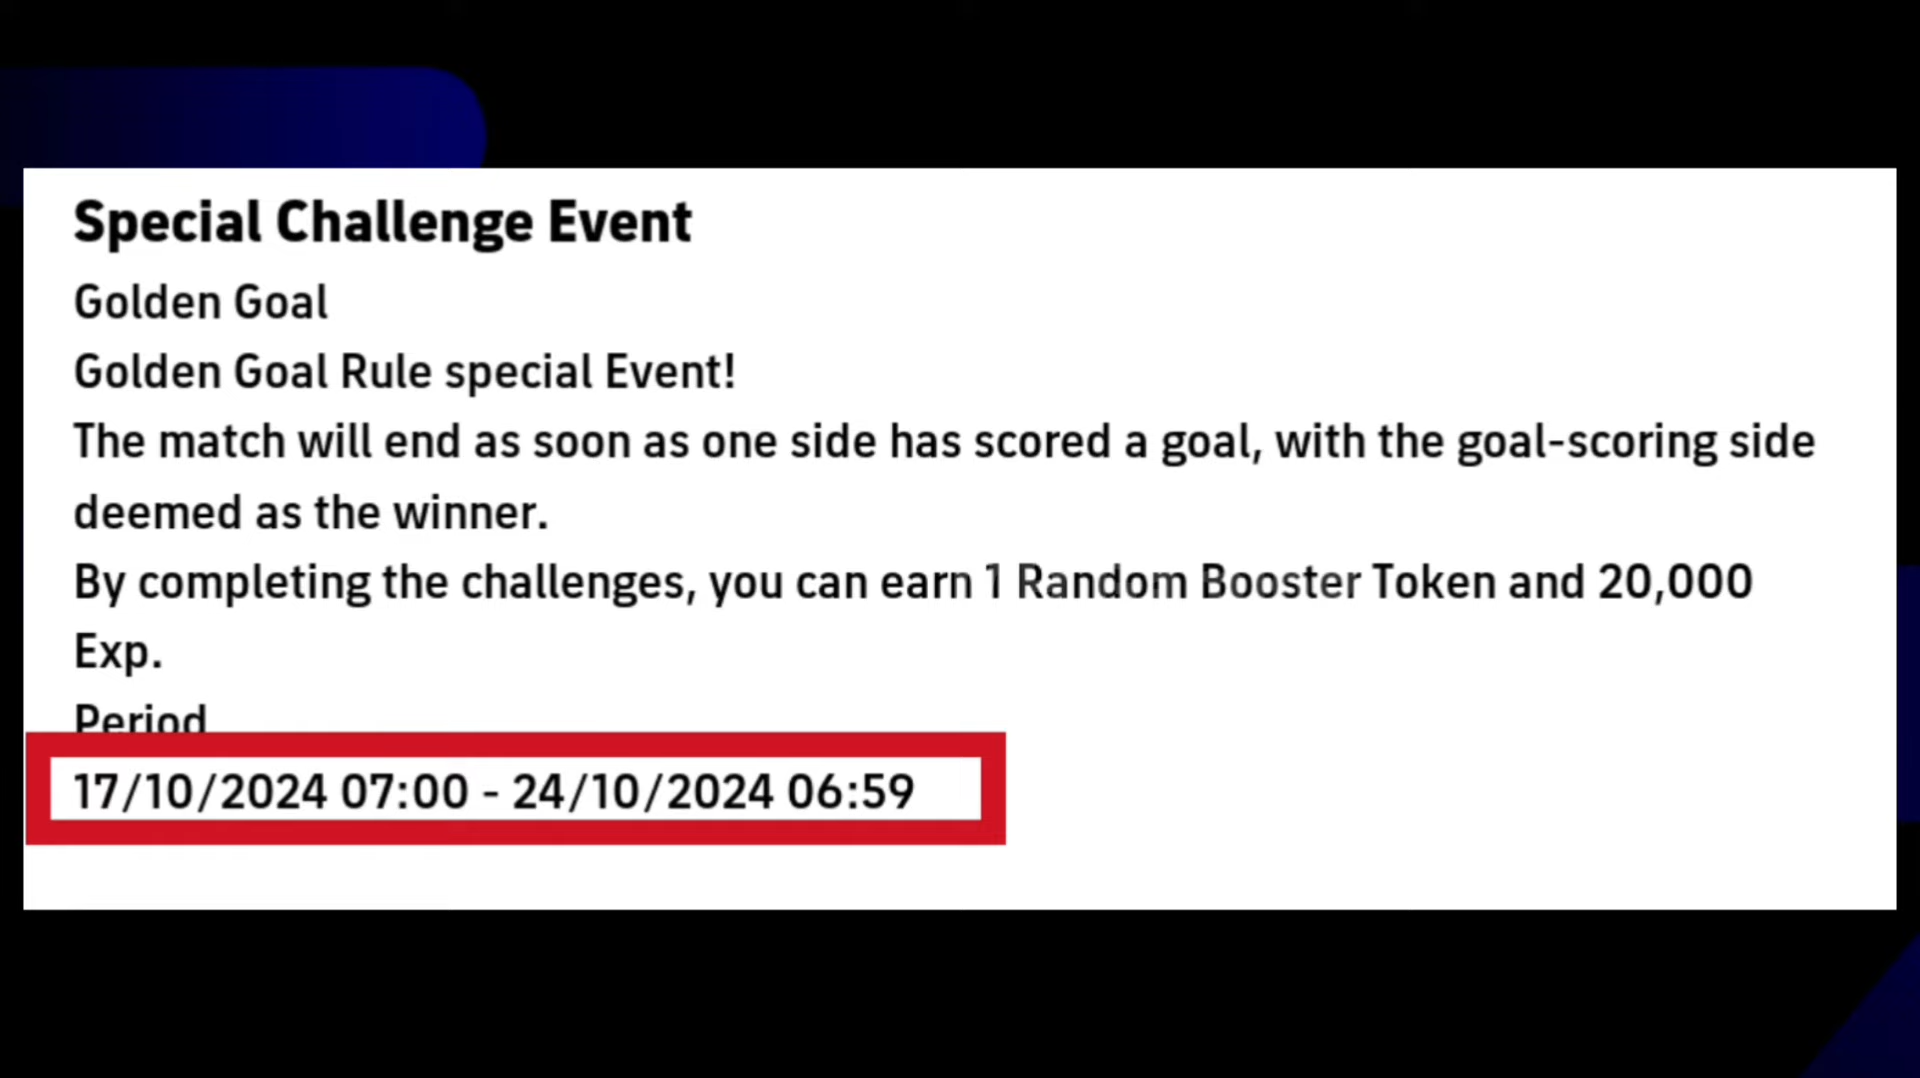 Special Challenge Event
Golden Goal
Golden Goal Rule special Event!
The match will end as soon as one side has scored a goal, with the goal-scoring side
deemed as the winner.
By completing the challenges, you can earn 1 Random Booster Token and 20,000
Exp.
Period
17/10/2024 07:00 - 24/10/2024 06:59